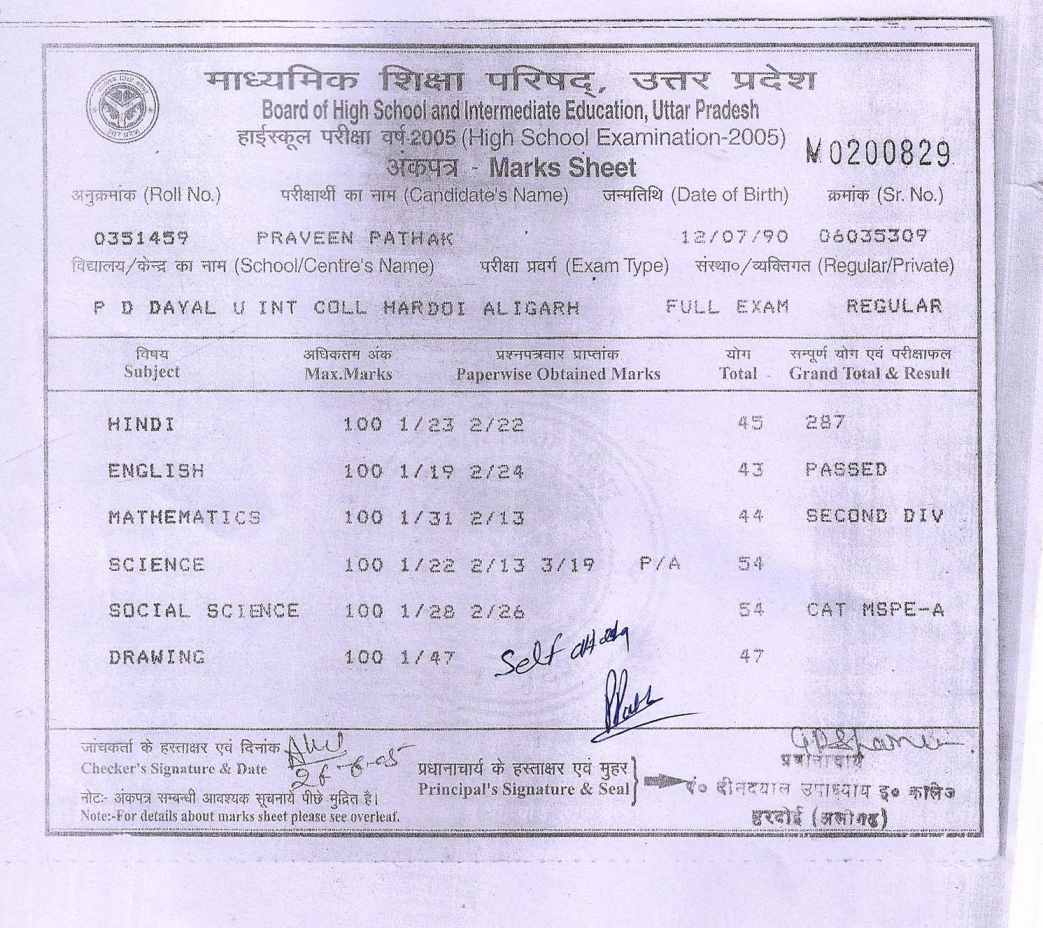 माध्यमिक शिक्षा परिषद्, उत्तर प्रदेश
Board of High School and Intermediate Education, Uttar Pradesh
हाईस्कूल परीक्षा वर्ष-2005 (High School Examination-2005)
M0200829
अंकपत्र - Marks Sheet
अनुक्रमांक (Roll No.) परीक्षार्थी का नाम (Candidate's Name) जन्मतिथि (Date of Birth) क्रमांक (Sr. No.)
0351459 PRAVEEN PATHAK 12/07/90 06035309
विद्यालय/केन्द्र का नाम (School/Centre's Name) परीक्षा प्रवर्ग (Exam Type) संस्था०/व्यक्तिगत (Regular/Private)
P D DAYAL U INT COLL HARDOI ALIGARH FULL EXAM REGULAR
विषय अधिकतम अंक प्रश्नपत्रवार प्राप्तांक योग सम्पूर्ण योग एवं परीक्षाफल
Subject Max.Marks Paperwise Obtained Marks Total Grand Total & Result
HINDI 100 1/23 2/22 45 287
ENGLISH 100 1/19 2/24 43 PASSED
MATHEMATICS 100 1/31 2/13 44 SECOND DIV
SCIENCE 100 1/22 2/13 3/19 P/A 54
SOCIAL SCIENCE 100 1/28 2/26 54 CAT MSPE-A
DRAWING 100 1/47 47
Self
जांचकर्ता के हस्ताक्षर एवं दिनांक
Checker's Signature & Date 26-6-05
प्रधानाचार्य के हस्ताक्षर एवं मुहर
Principal's Signature & Seal
नोटः- अंकपत्र सम्बन्धी आवश्यक सूचनायें पीछे मुद्रित है।
Note:-For details about marks sheet please see overleaf.
प्रधानाचार्य
पं० दीनदयाल उपाध्याय इ० कालेज
हरदोई (अलीगढ़)